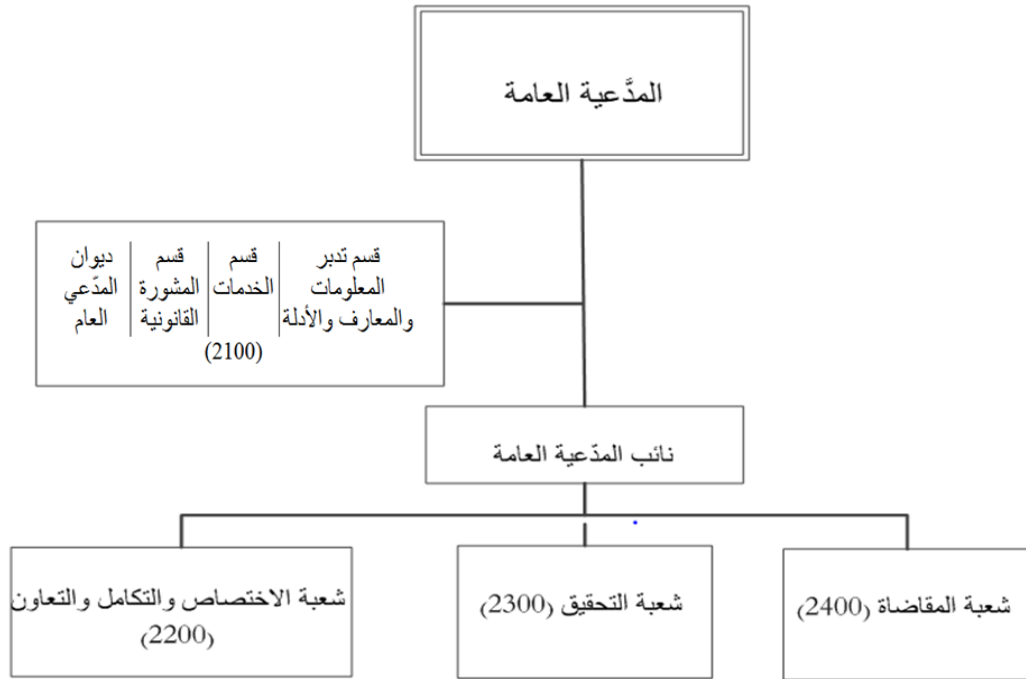 المدَّعية العامة
قسم تدبر
المعلومات
والمعارف والأدلة
قسم
الخدمات
قسم
المشورة
القانونية
ديوان
المدّعي
العام
(2100)
نائب المدّعية العامة
شعبة المقاضاة (2400)
شعبة التحقيق (2300)
شعبة الاختصاص والتكامل والتعاون
(2200)